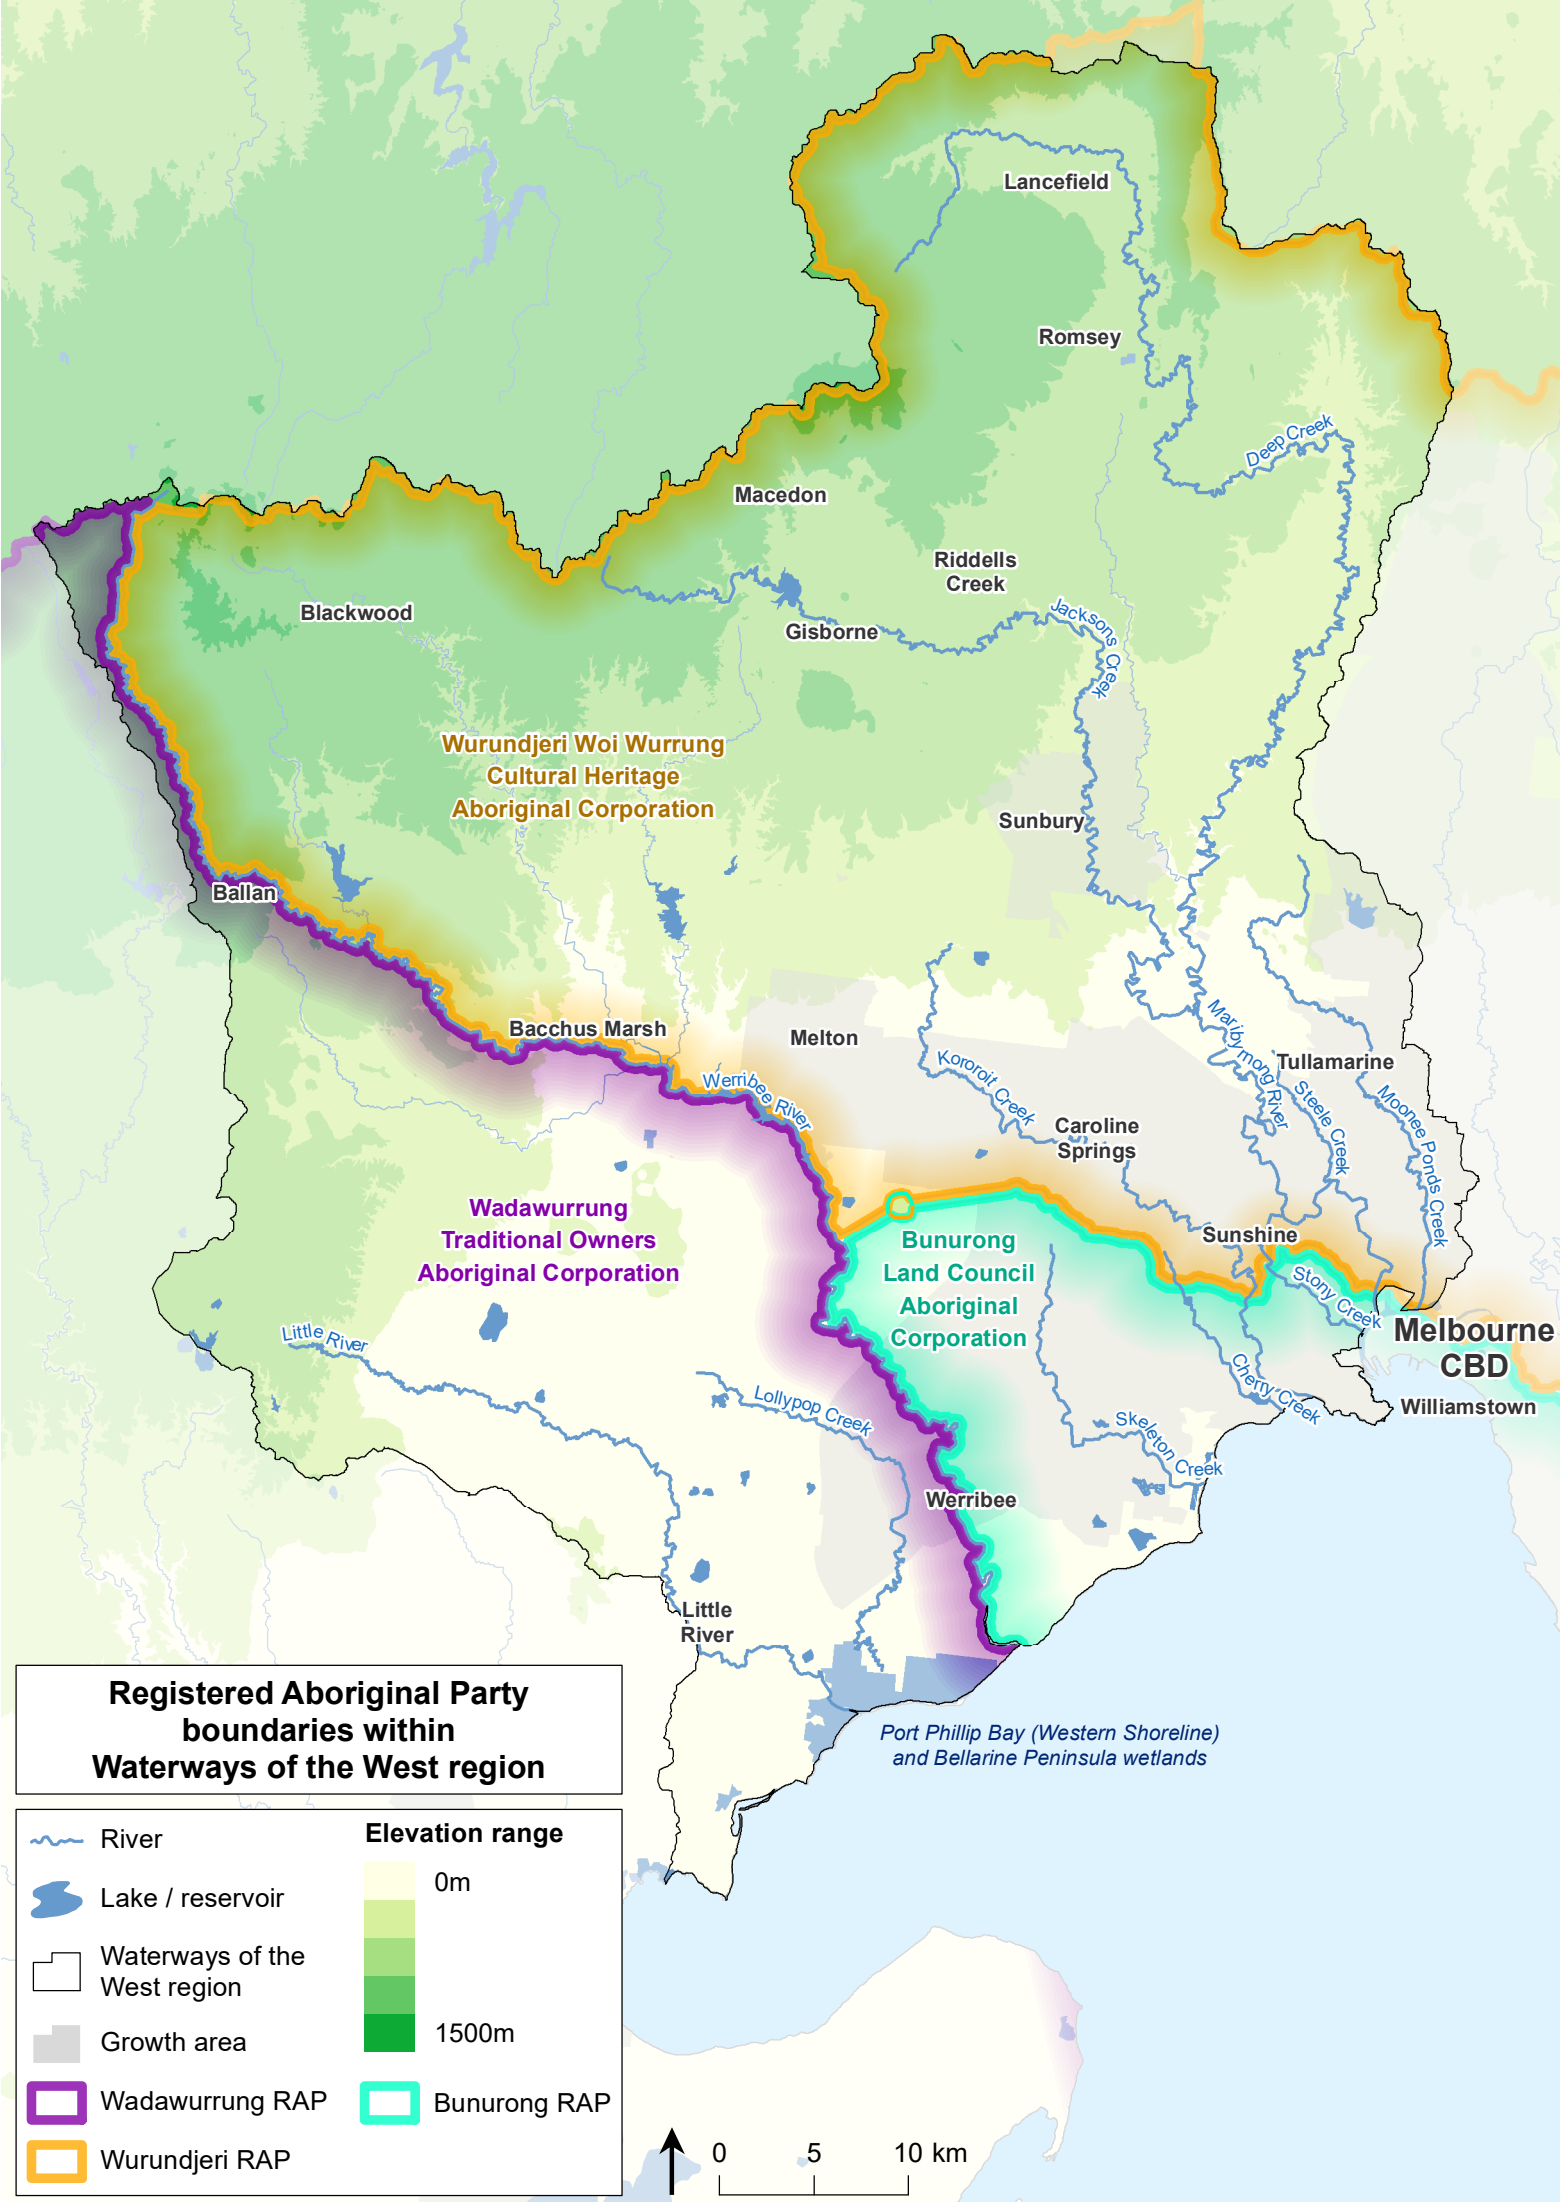 Lancefield
Romsey
Deep Creek
Macedon
Riddells
Creek
Blackwood
Gisborne
Jacksons Creek
Wurundjeri Woi Wurrung
Cultural Heritage
Aboriginal Corporation
Sunbury
Ballan
Bacchus Marsh
Melton
Maribyrnong River
Tullamarine
Werribee River
Kororoit Creek
Steele Creek
Moonee Ponds Creek
Caroline
Springs
Wadawurrung
Traditional Owners
Aboriginal Corporation
Bunurong
Land Council
Aboriginal
Corporation
Sunshine
Stony Creek
Melbourne
CBD
Little River
Lollypop Creek
Cherry Creek
Williamstown
Skeleton Creek
Werribee
Little
River
Port Phillip Bay (Western Shoreline)
and Bellarine Peninsula wetlands
Registered Aboriginal Party
boundaries within
Waterways of the West region
River
Lake / reservoir
Waterways of the
West region
Growth area
Wadawurrung RAP
Wurundjeri RAP
Elevation range
0m
1500m
Bunurong RAP
0 5 10 km